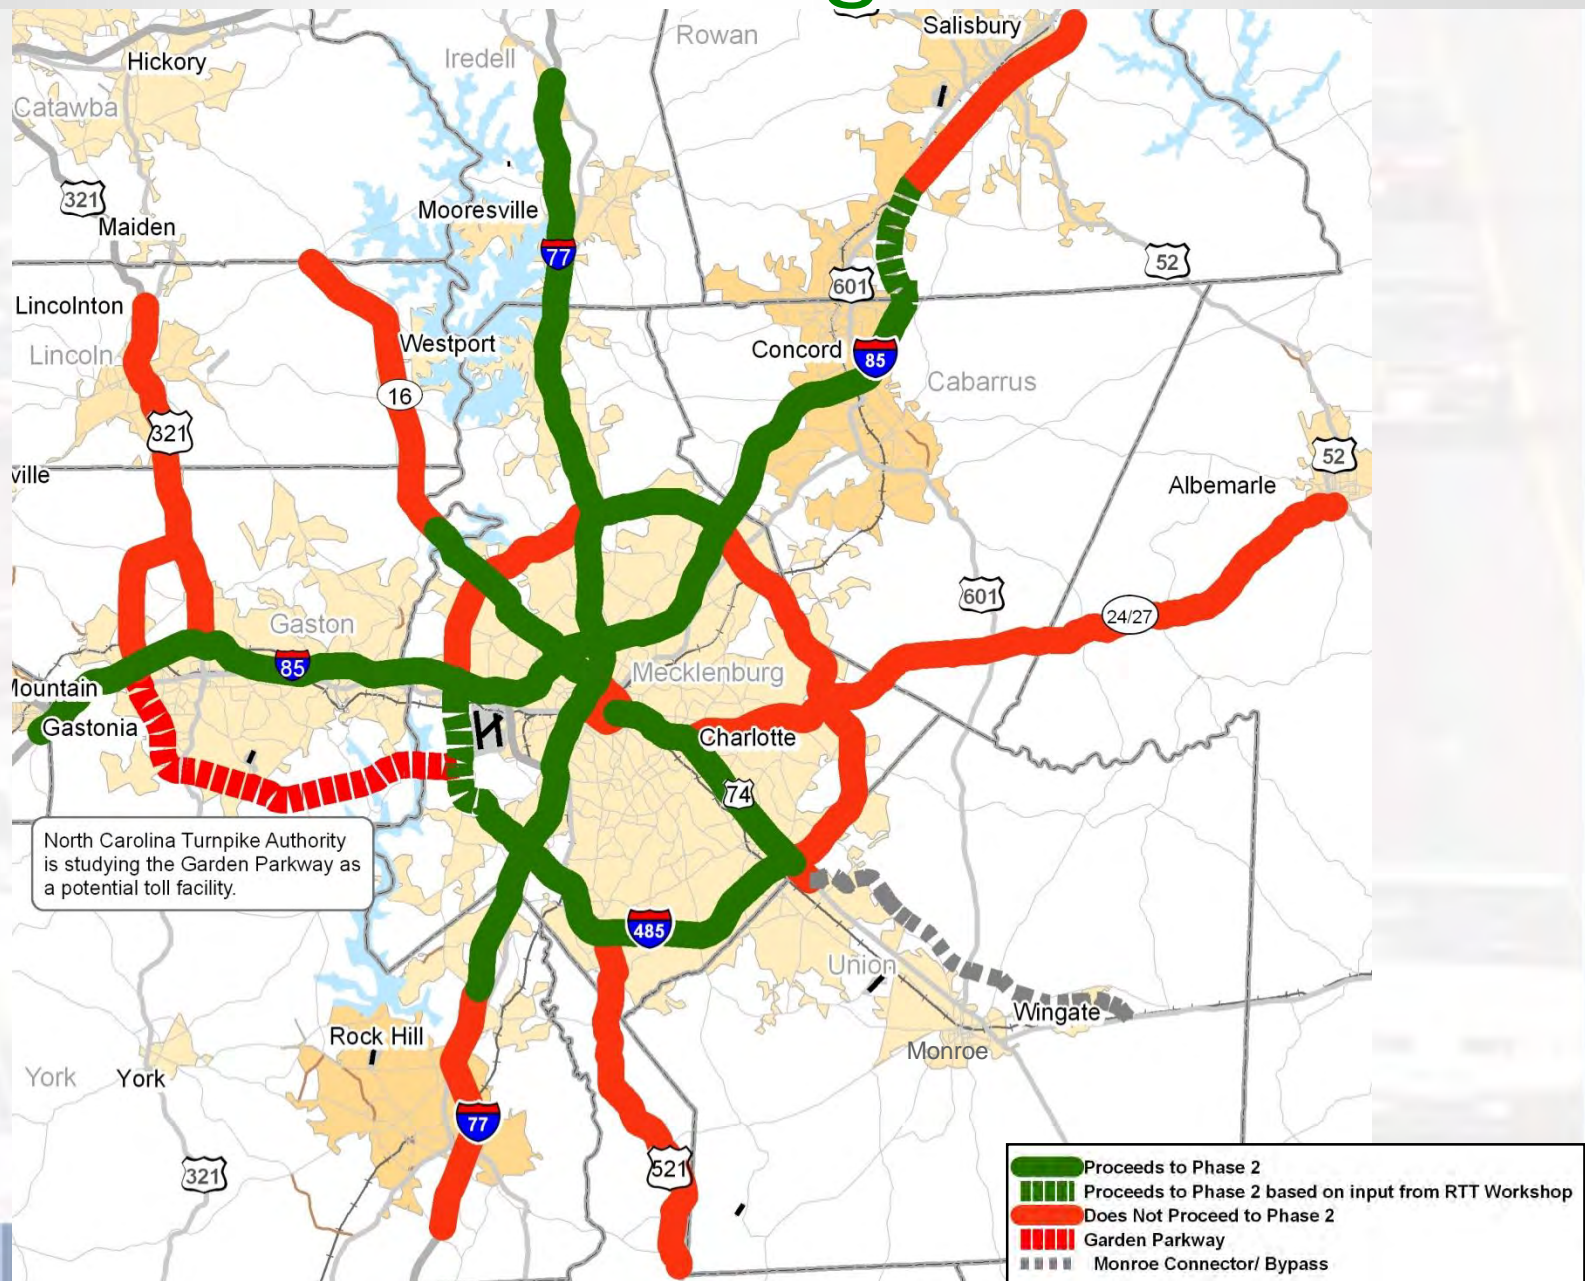 Salisbury
Rowan
Iredell
Hickory
Catawba
321
Maiden
Mooresville
77
52
601
Lincolnton
Lincoln
Westport
Concord
85
Cabarrus
16
321
ville
52
Albemarle
601
24/27
Gaston
85
Mecklenburg
Mountain
Gastonia
Charlotte
74
North Carolina Turnpike Authority
is studying the Garden Parkway as
a potential toll facility.
485
Union
Wingate
Rock Hill
Monroe
York
York
77
321
521
Proceeds to Phase 2
Proceeds to Phase 2 based on input from RTT Workshop
Does Not Proceed to Phase 2
Garden Parkway
Monroe Connector/ Bypass